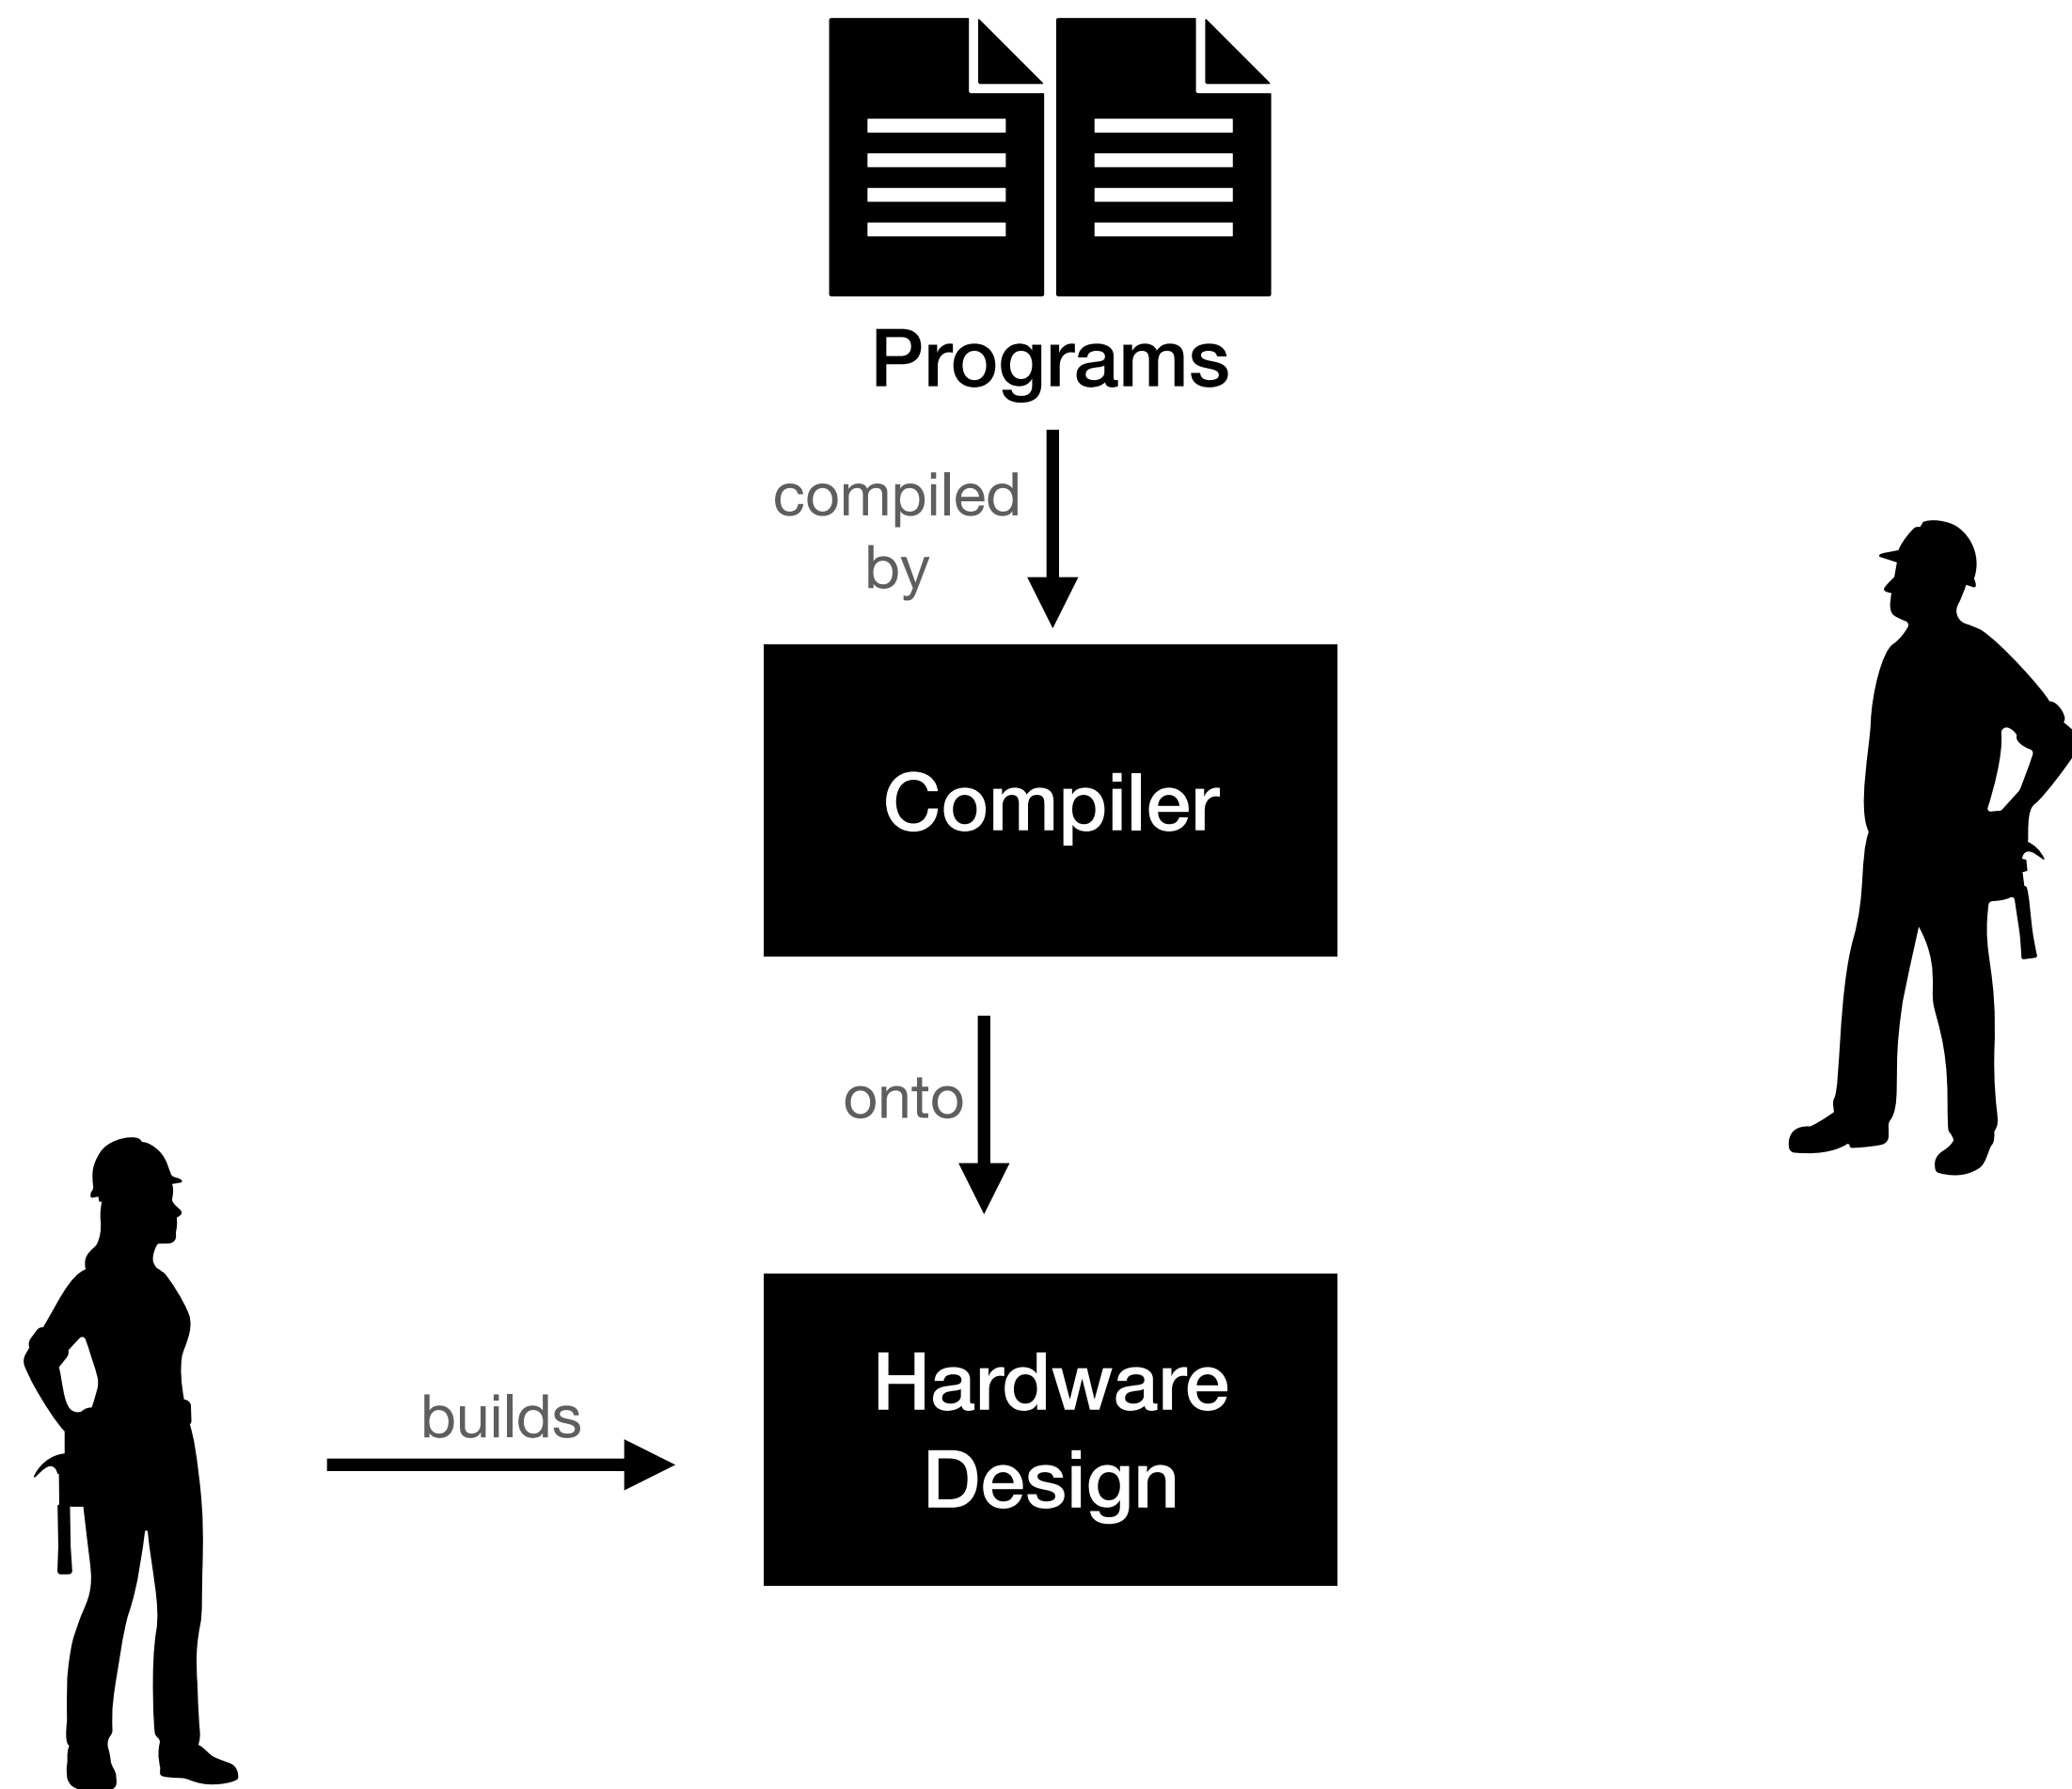 Programs
compiled
by
Compiler
onto
builds
Hardware
Design